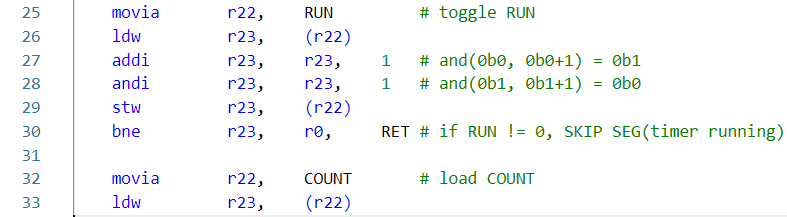 25 movia r22, RUN # toggle RUN
26 ldw r23, (r22)
27 addi r23, r23, 1 # and(0b0, 0b0+1) = 0b1
28 andi r23, r23, 1 # and(0b1, 0b1+1) = 0b0
29 stw r23, (r22)
30 bne r23, r0, RET # if RUN != 0, SKIP SEG(timer running)
31
32 movia r22, COUNT # load COUNT
33 ldw r23, (r22)